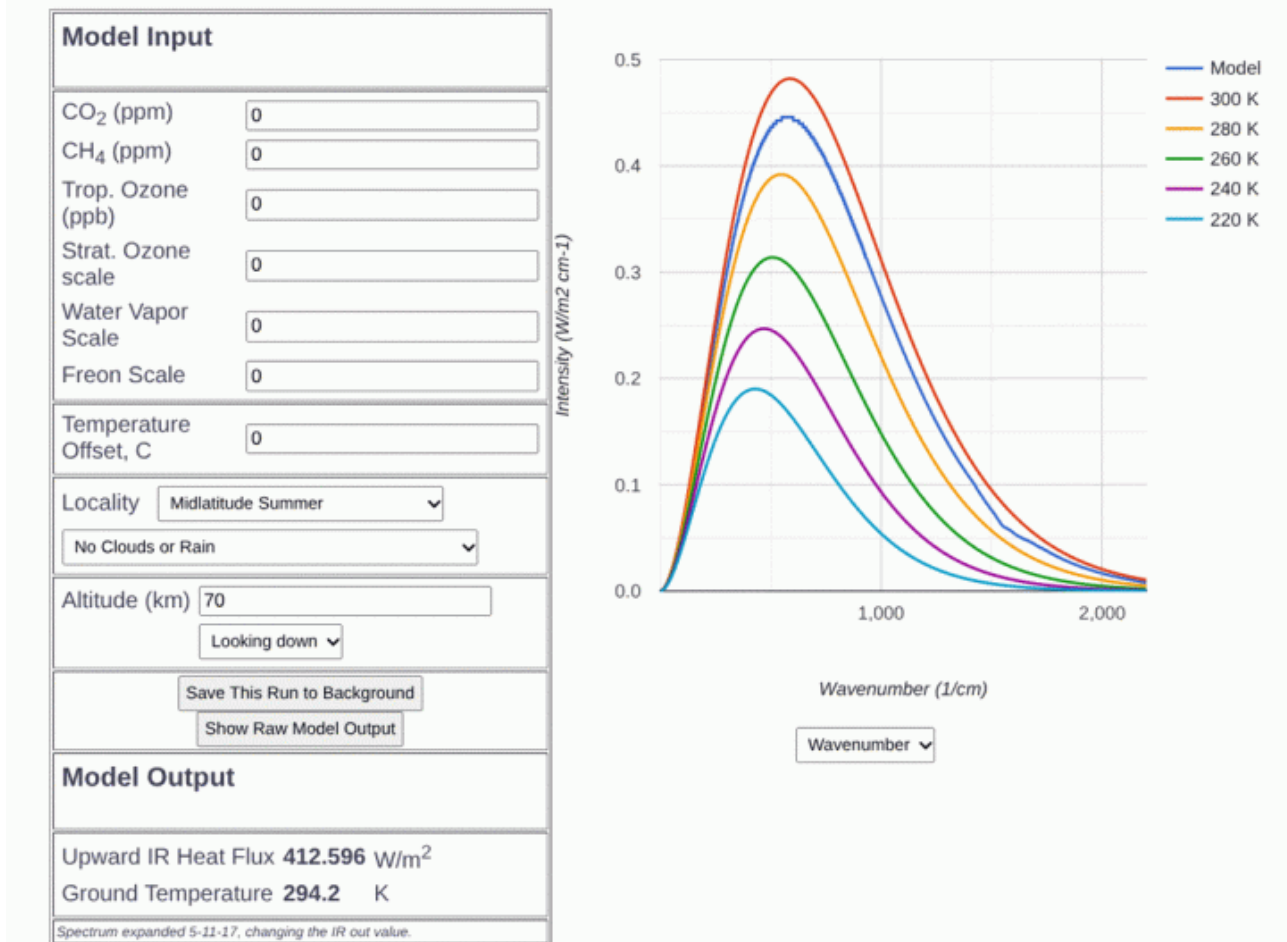 Model Input
CO2 (ppm) 0
CH4 (ppm) 0
Trop. Ozone
(ppb) 0
Strat. Ozone
scale 0
Water Vapor
Scale 0
Freon Scale 0
Temperature
Offset, C 0
Locality Midlatitude Summer
No Clouds or Rain
Altitude (km) 70
Looking down
Save This Run to Background
Show Raw Model Output
Model Output
Upward IR Heat Flux 412.596 W/m2
Ground Temperature 294.2 K
Spectrum expanded 5-11-17, changing the IR out value.
Intensity (W/m2 cm-1)
0.5
0.4
0.3
0.2
0.1
0.0
1,000 2,000
Wavenumber (1/cm)
Wavenumber
Model
300 K
280 K
260 K
240 K
220 K